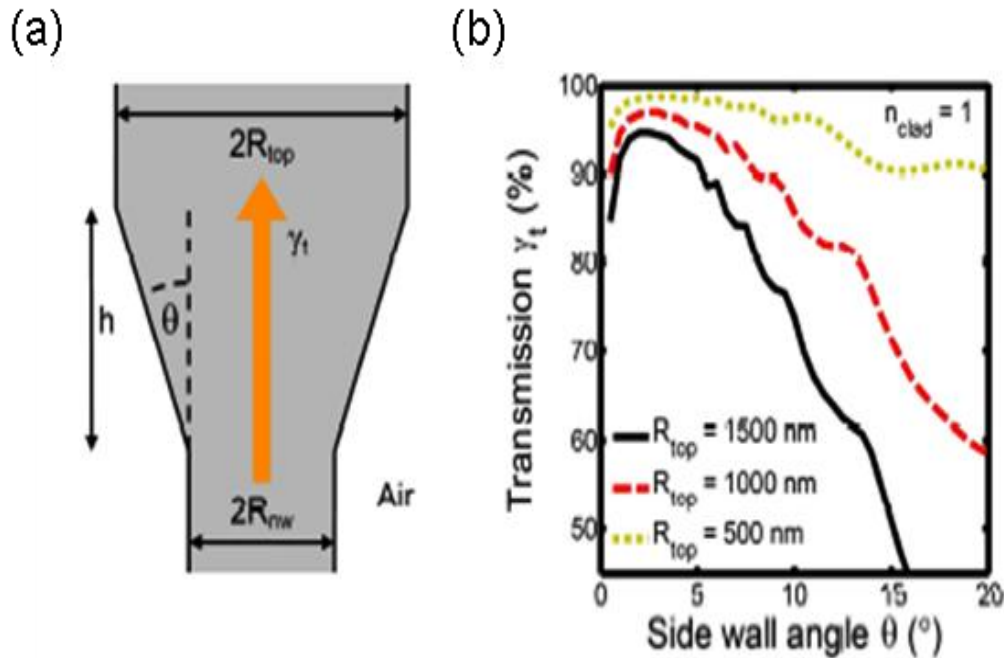 (a)
2R_top
γ_t
h
θ
2R_nw
Air
(b)
Transmission γ_t (%)
100
90
80
70
60
50
n_clad = 1
R_top = 1500 nm
R_top = 1000 nm
R_top = 500 nm
0 5 10 15 20
Side wall angle θ (°)